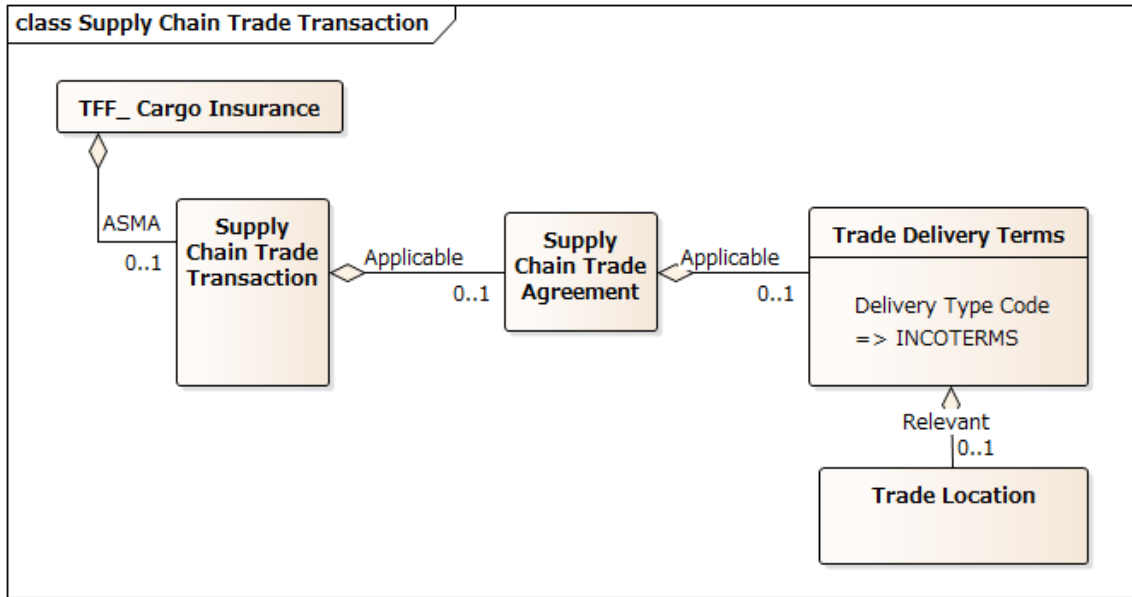 class Supply Chain Trade Transaction
TFF_ Cargo Insurance
ASMA
0..1
Supply
Chain Trade
Transaction
Applicable
0..1
Supply
Chain Trade
Agreement
Applicable
0..1
Trade Delivery Terms
Delivery Type Code
=> INCOTERMS
Relevant
0..1
Trade Location